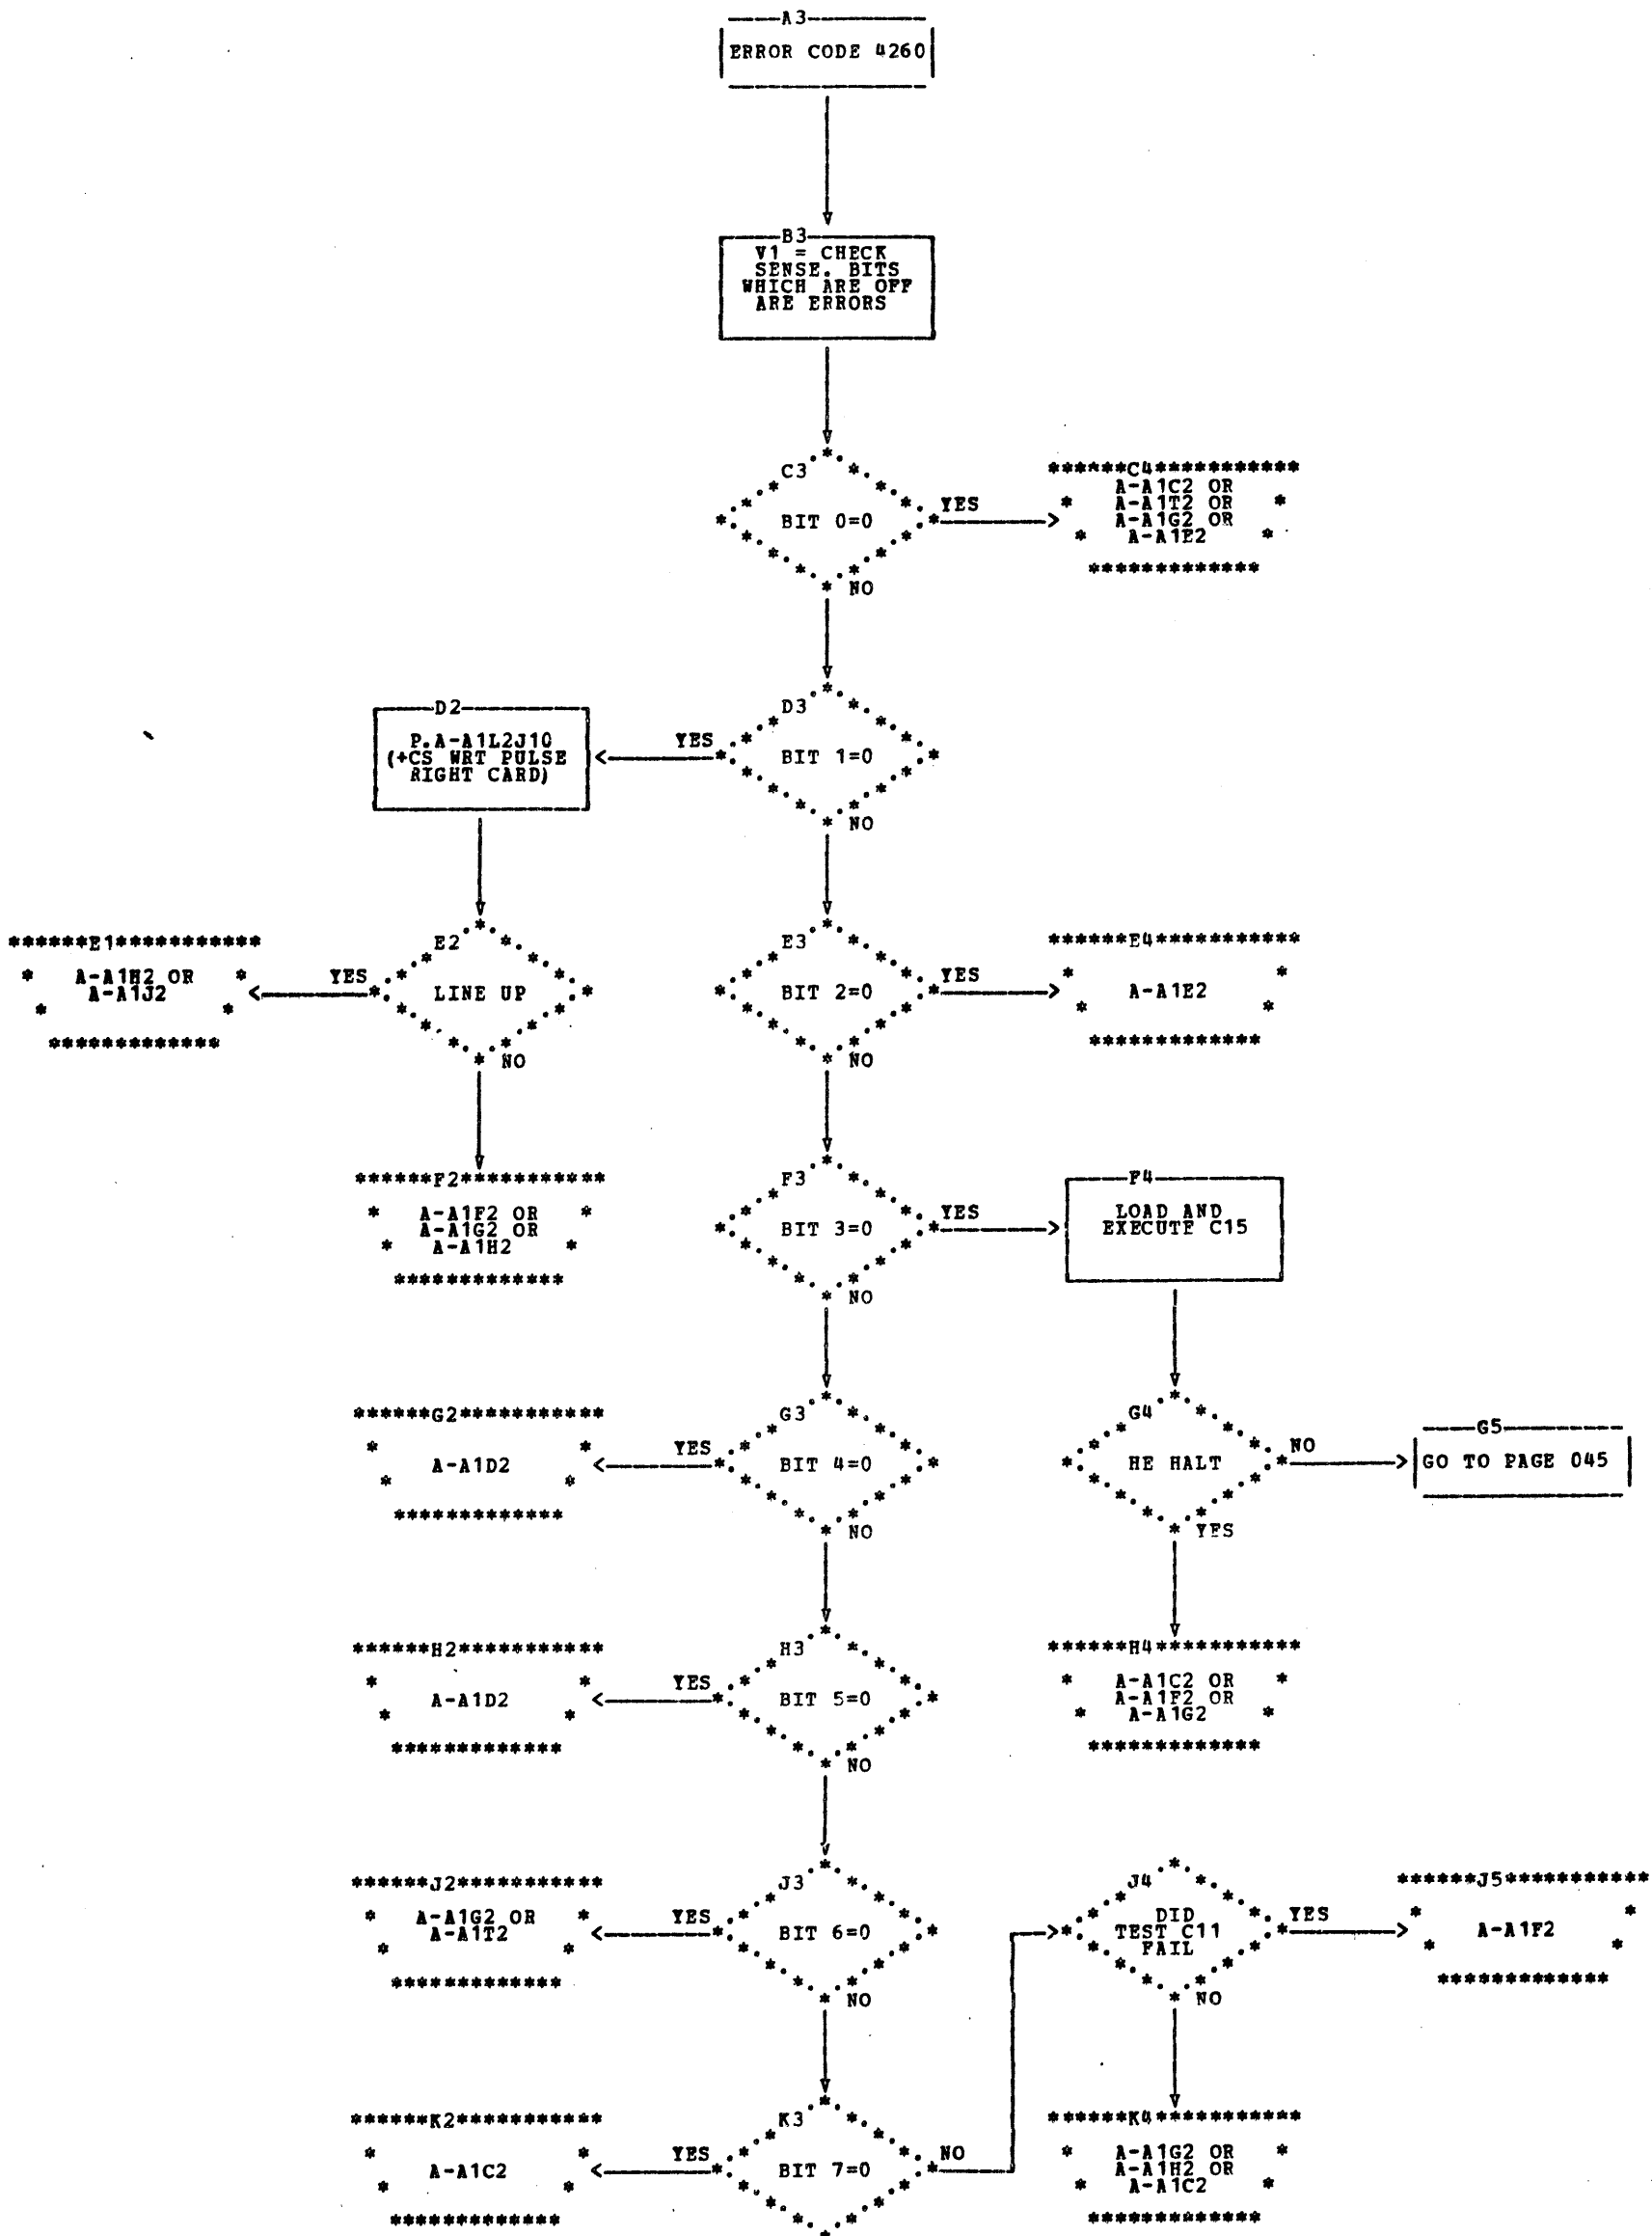 A3
ERROR CODE 4260
B3
V1 = CHECK
SENSE. BITS
WHICH ARE OFF
ARE ERRORS
C3
BIT 0=0
YES
NO
******C4***********
A-A1C2 OR
* A-A1T2 OR *
A-A1G2 OR
* A-A1E2 *
*************
D2
P.A-A1L2J10
(+CS WRT PULSE
RIGHT CARD)
D3
BIT 1=0
YES
NO
******E1***********
* A-A1H2 OR *
A-A1J2
* *
*************
E2
LINE UP
YES
NO
E3
BIT 2=0
YES
NO
******E4***********
* *
A-A1E2
* *
*************
******F2***********
* A-A1F2 OR *
A-A1G2 OR
* A-A1H2 *
*************
F3
BIT 3=0
YES
NO
F4
LOAD AND
EXECUTE C15
******G2***********
* *
A-A1D2
* *
*************
G3
BIT 4=0
YES
NO
G4
HE HALT
NO
YES
G5
GO TO PAGE 045
******H2***********
* *
A-A1D2
* *
*************
H3
BIT 5=0
YES
NO
******H4***********
* A-A1C2 OR *
A-A1F2 OR
* A-A1G2 *
*************
******J2***********
* A-A1G2 OR *
A-A1T2
* *
*************
J3
BIT 6=0
YES
NO
J4
DID
TEST C11
FAIL
YES
NO
******J5***********
* *
A-A1F2
* *
*************
******K2***********
* *
A-A1C2
* *
*************
K3
BIT 7=0
YES
NO
******K4***********
* A-A1G2 OR *
A-A1H2 OR
* A-A1C2 *
*************